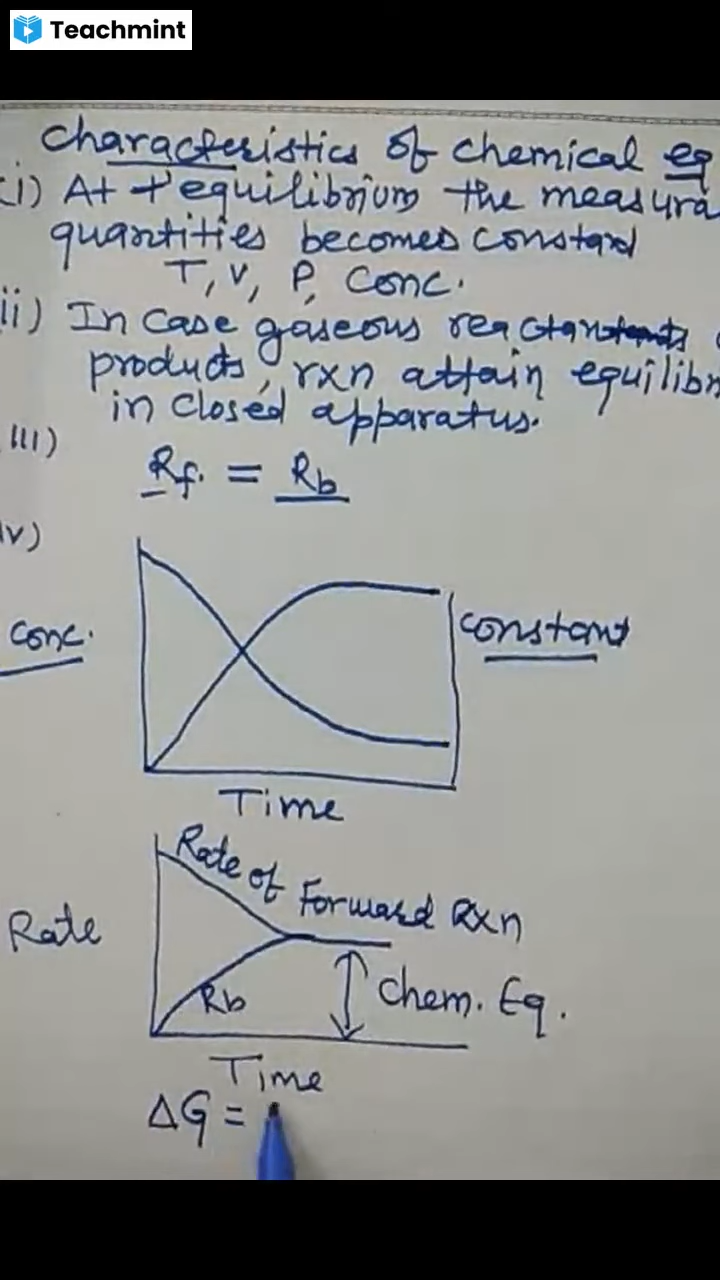 Teachmint
Characteristics of chemical eq
(i) At t equilibrium the measura
quantities becomes constant
T, V, P, Conc.
ii) In case gaseous reactants
products, rxn attain equilibr
in closed apparatus.
III)
Rf. = Rb
iv)
Conc.
constant
Time
Rate of Forward Rxn
Rate
Rb
Chem. Eq.
Time
ΔG =